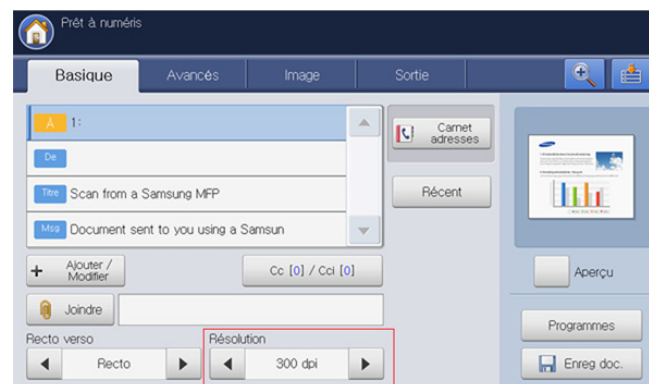 Prêt à numéris
Basique
Avancés
Image
Sortie
À 1:
De
Titre Scan from a Samsung MFP
Msg Document sent to you using a Samsun
Carnet adresses
Récent
+ Ajouter / Modifier
Cc [0] / Cci [0]
Joindre
Aperçu
Recto verso
Résolution
Recto
300 dpi
Programmes
Enreg doc.